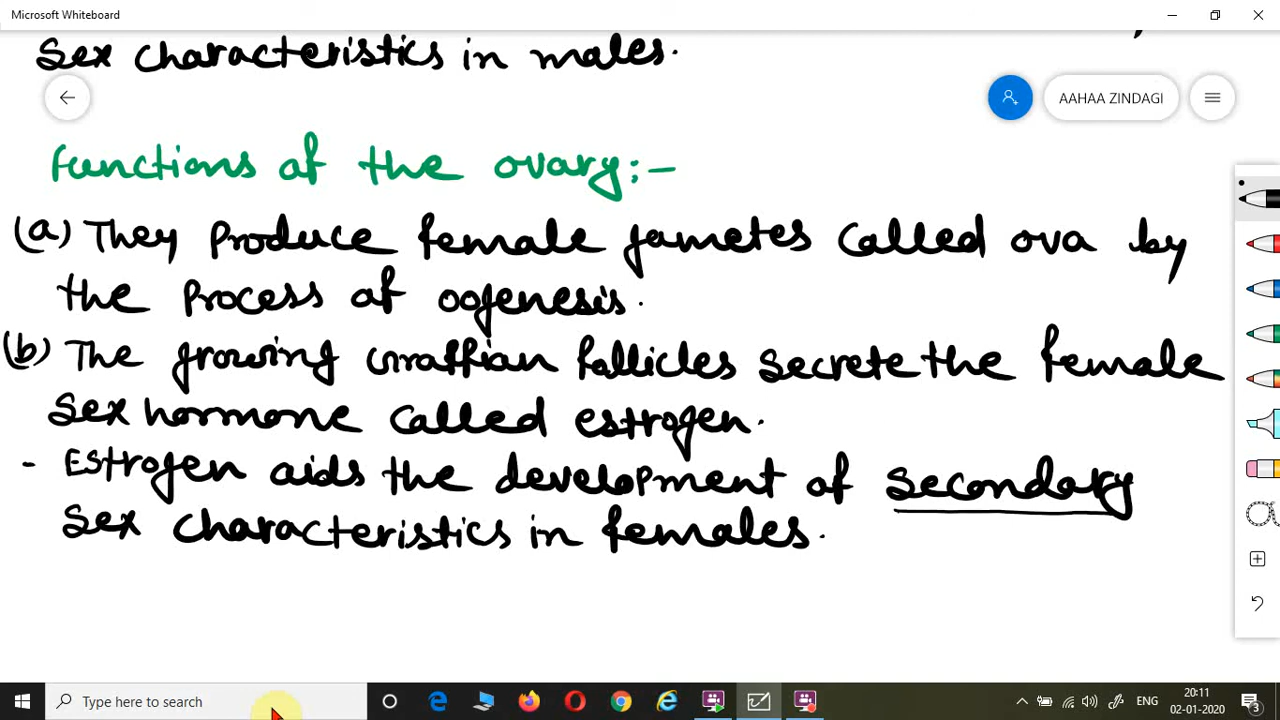 Microsoft Whiteboard
Sex characteristics in males.
AAHAA ZINDAGI
Functions of the ovary:-
(a) They produce female gametes called ova by
the process of oogenesis.
(b) The growing Graffian follicles secrete the female
sex hormone called estrogen.
- Estrogen aids the development of secondary
sex characteristics in females.
Type here to search
ENG
20:11
02-01-2020
3